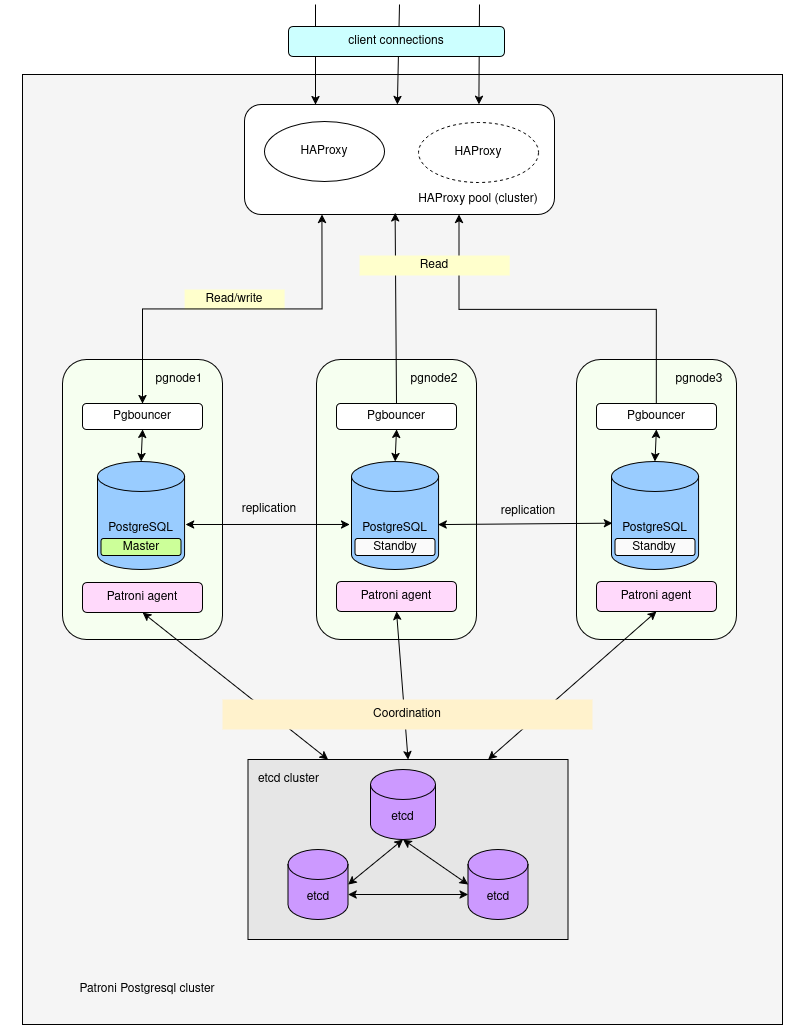 client connections
HAProxy
HAProxy
HAProxy pool (cluster)
Read
Read/write
pgnode1
pgnode2
pgnode3
Pgbouncer
Pgbouncer
Pgbouncer
replication
replication
PostgreSQL
PostgreSQL
PostgreSQL
Master
Standby
Standby
Patroni agent
Patroni agent
Patroni agent
Coordination
etcd cluster
etcd
etcd
etcd
Patroni Postgresql cluster